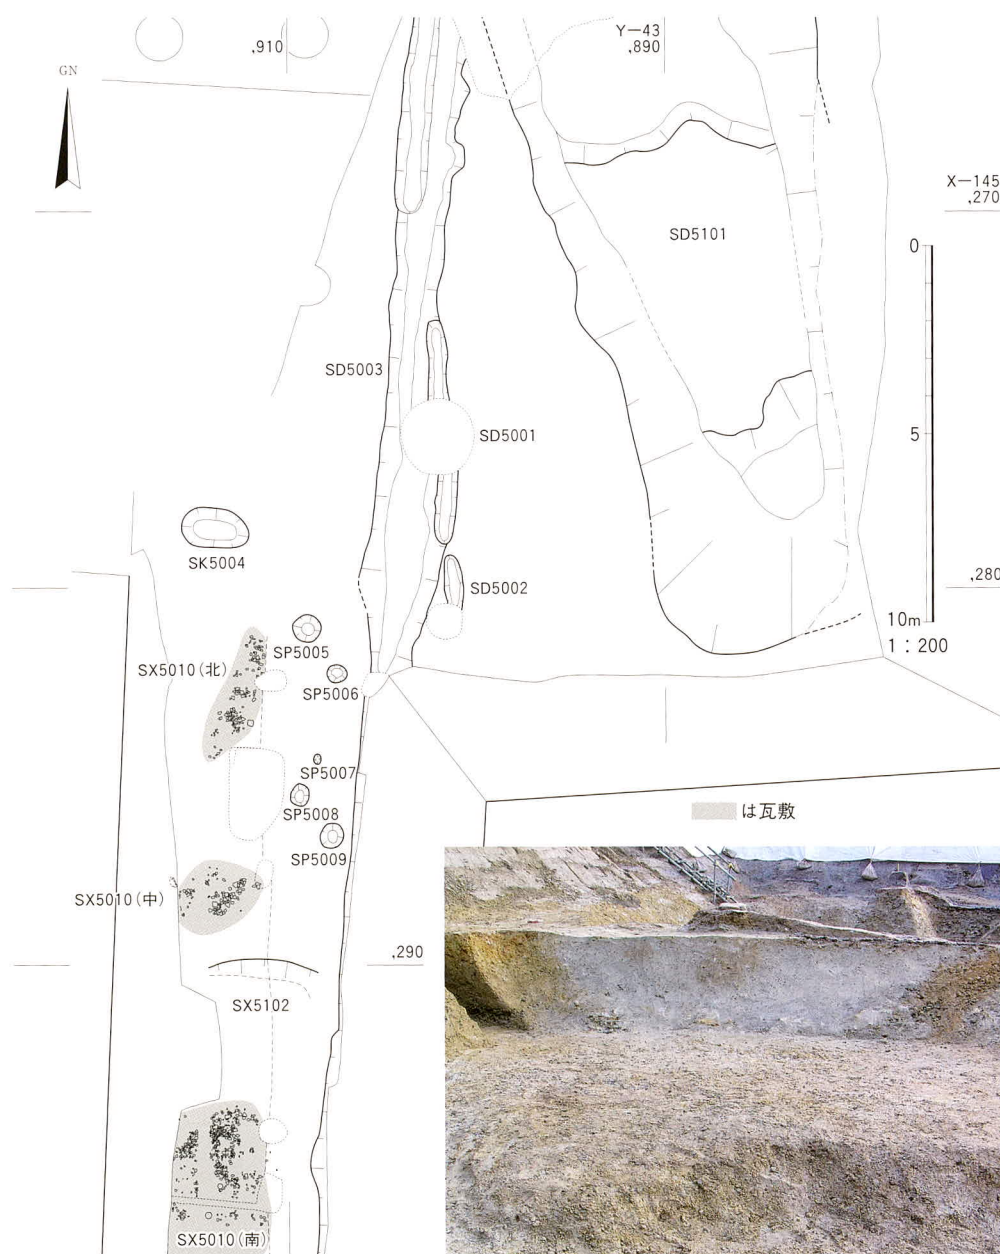 ,910
Y－43
,890
GN
X－145
,270
SD5101
0
SD5003
5
SD5001
SK5004
SD5002
,280
10m
1：200
SP5005
SX5010(北)
SP5006
SP5007
SP5008
は瓦敷
SP5009
SX5010(中)
,290
SX5102
SX5010(南)